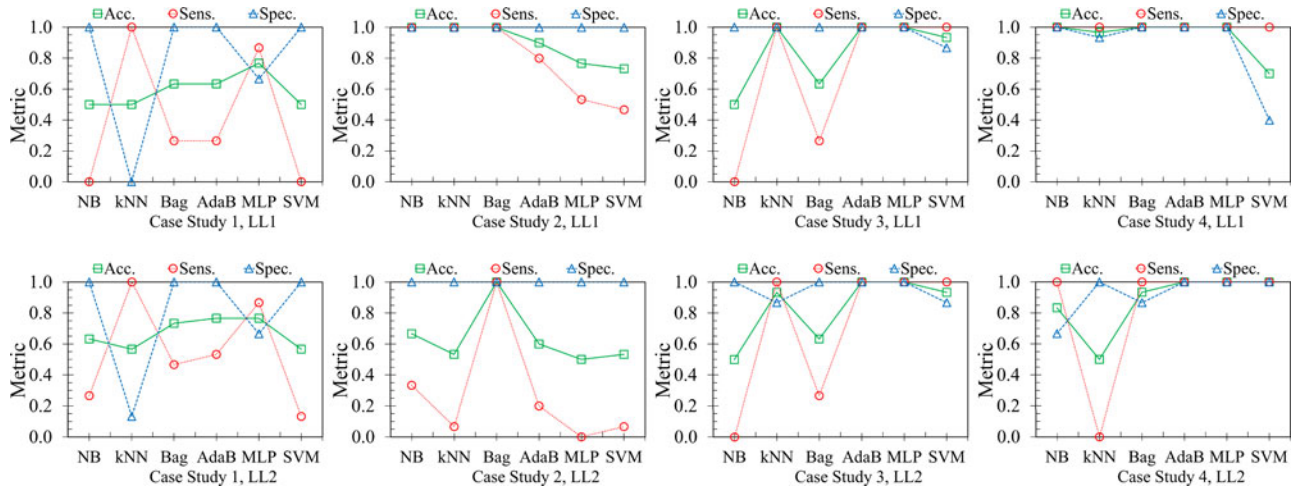 Acc. Sens. Spec.
Metric
1.0
0.8
0.6
0.4
0.2
0.0
NB kNN Bag AdaB MLP SVM
Case Study 1, LL1
Acc. Sens. Spec.
Metric
1.0
0.8
0.6
0.4
0.2
0.0
NB kNN Bag AdaB MLP SVM
Case Study 2, LL1
Acc. Sens. Spec.
Metric
1.0
0.8
0.6
0.4
0.2
0.0
NB kNN Bag AdaB MLP SVM
Case Study 3, LL1
Acc. Sens. Spec.
Metric
1.0
0.8
0.6
0.4
0.2
0.0
NB kNN Bag AdaB MLP SVM
Case Study 4, LL1
Acc. Sens. Spec.
Metric
1.0
0.8
0.6
0.4
0.2
0.0
NB kNN Bag AdaB MLP SVM
Case Study 1, LL2
Acc. Sens. Spec.
Metric
1.0
0.8
0.6
0.4
0.2
0.0
NB kNN Bag AdaB MLP SVM
Case Study 2, LL2
Acc. Sens. Spec.
Metric
1.0
0.8
0.6
0.4
0.2
0.0
NB kNN Bag AdaB MLP SVM
Case Study 3, LL2
Acc. Sens. Spec.
Metric
1.0
0.8
0.6
0.4
0.2
0.0
NB kNN Bag AdaB MLP SVM
Case Study 4, LL2